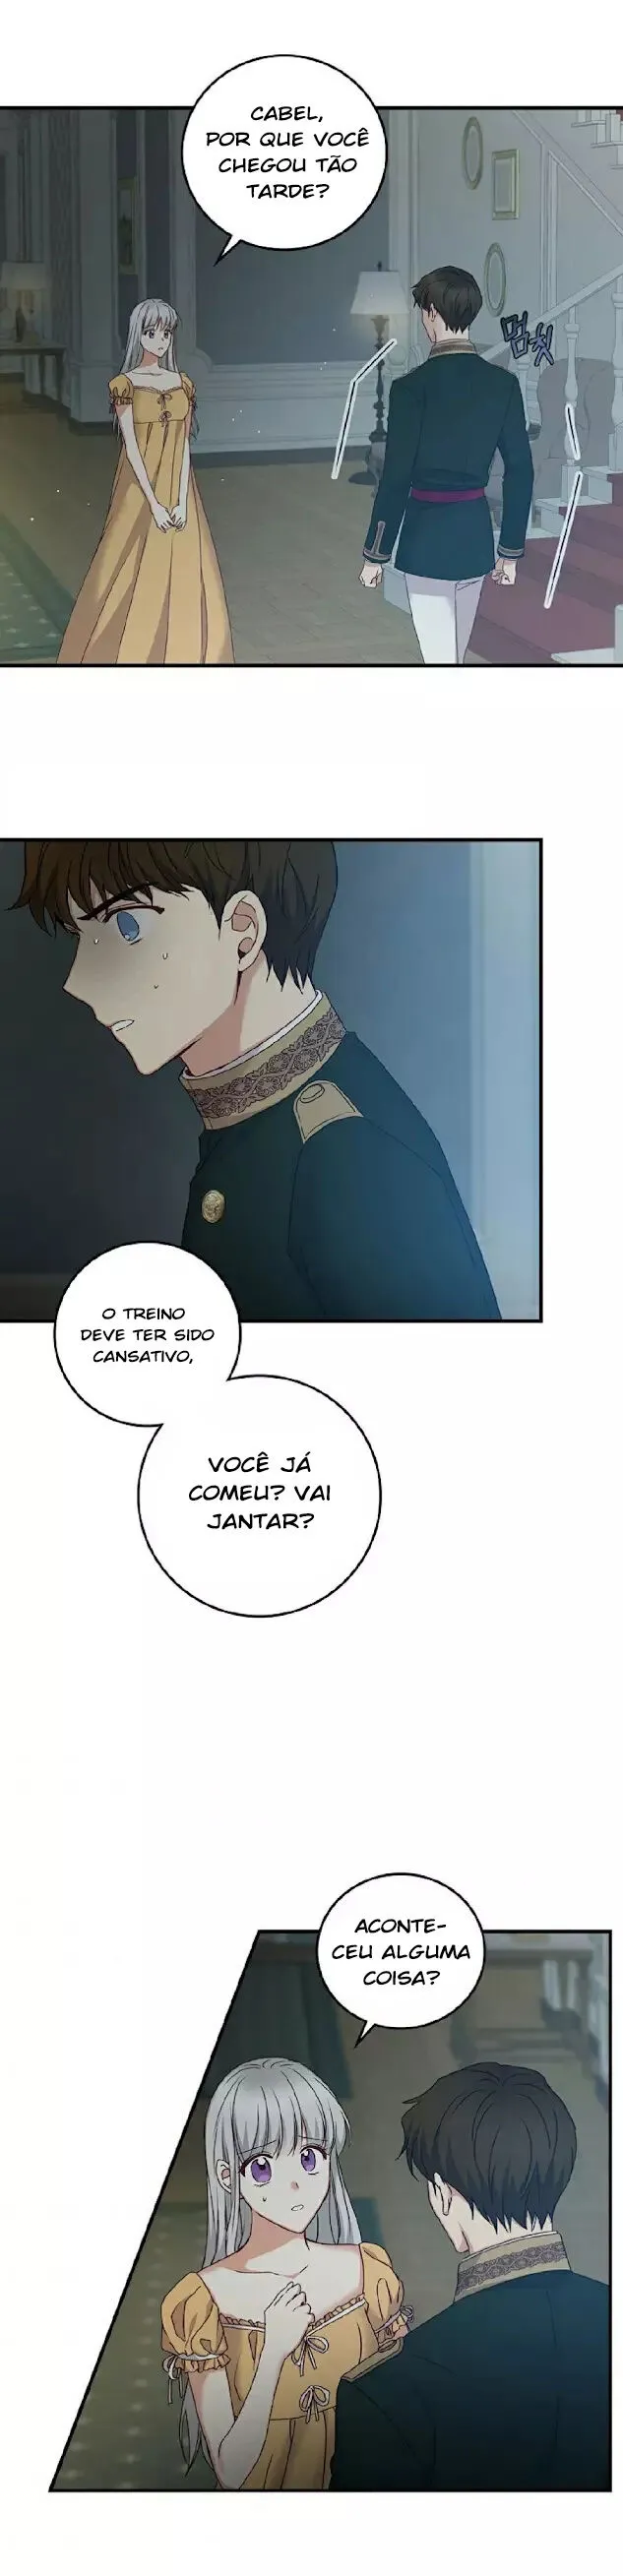 CABEL,
POR QUE VOCÊ
CHEGOU TÃO
TARDE?
멈칫
O TREINO
DEVE TER SIDO
CANSATIVO,
VOCÊ JÁ
COMEU? VAI
JANTAR?
ACONTE-
CEU ALGUMA
COISA?